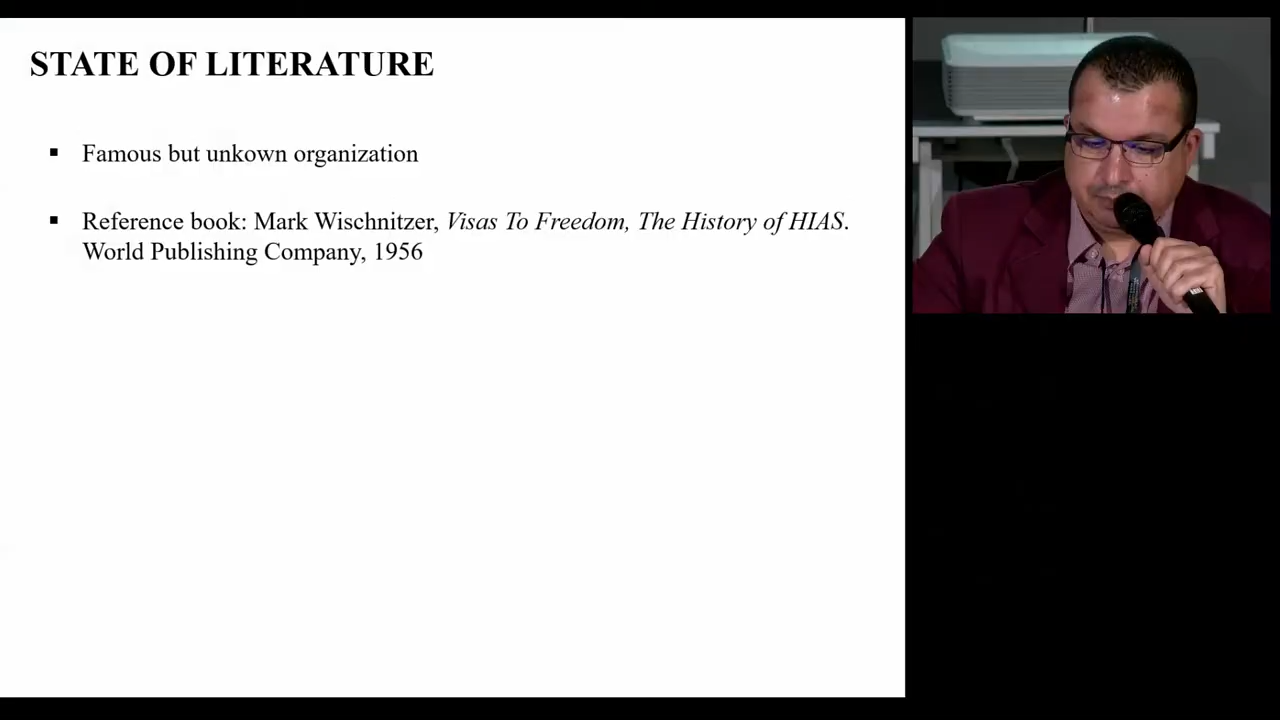 STATE OF LITERATURE
▪ Famous but unkown organization
▪ Reference book: Mark Wischnitzer, Visas To Freedom, The History of HIAS.
World Publishing Company, 1956